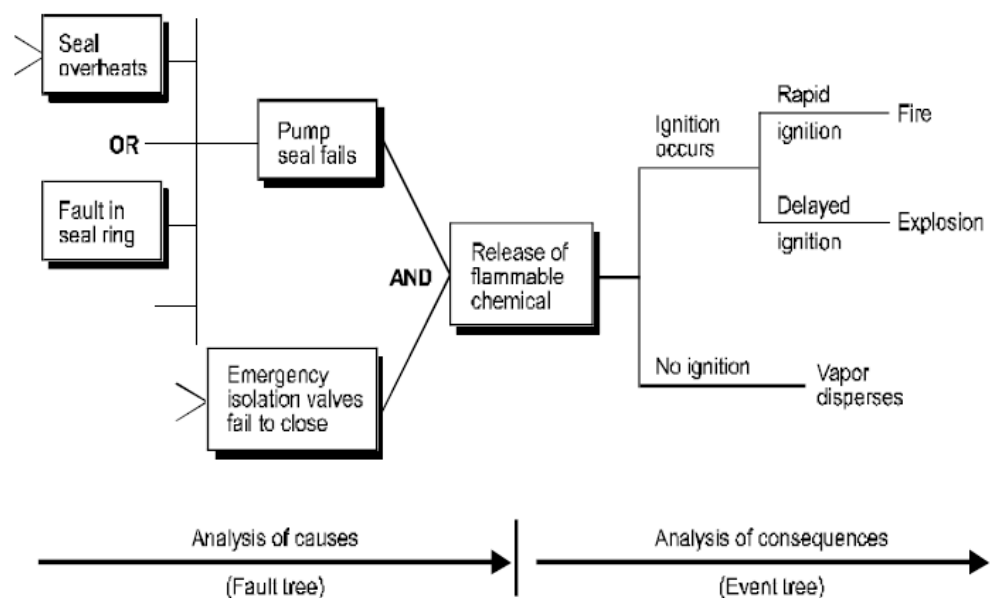 Seal
overheats
OR
Fault in
seal ring
Pump
seal fails
Emergency
isolation valves
fail to close
AND
Release of
flammable
chemical
Ignition
occurs
Rapid
ignition
Fire
Delayed
ignition
Explosion
No ignition
Vapor
disperses
Analysis of causes
(Fault tree)
Analysis of consequences
(Event tree)